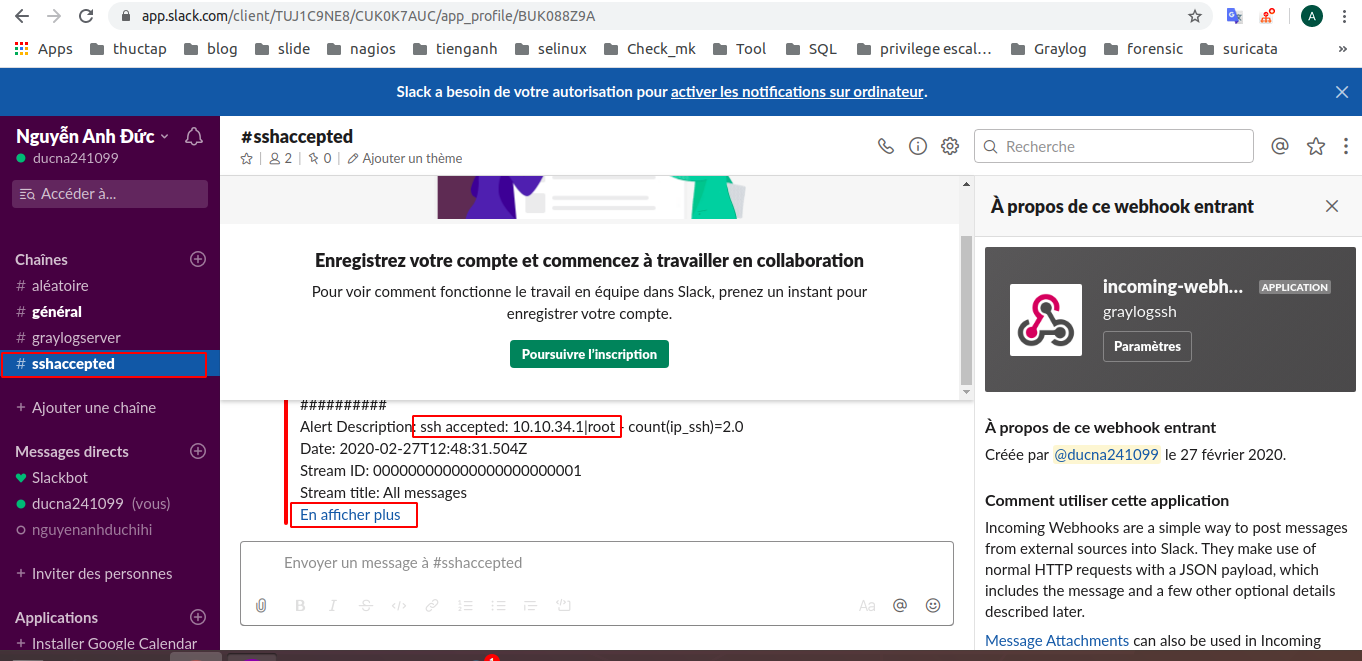 app.slack.com/client/TUJ1C9NE8/CUK0K7AUC/app_profile/BUK088Z9A
A
Apps thuctap blog slide nagios tienganh selinux Check_mk Tool SQL privilege escal... Graylog forensic suricata »
Slack a besoin de votre autorisation pour activer les notifications sur ordinateur.
Nguyễn Anh Đức
ducna241099
Accéder à...
Chaînes
# aléatoire
# général
# graylogserver
# sshaccepted
+ Ajouter une chaîne
Messages directs
Slackbot
ducna241099 (vous)
nguyenanhduchihi
+ Inviter des personnes
Applications
+ Installer Google Calendar
#sshaccepted
2 | 0 | Ajouter un thème
Recherche
Enregistrez votre compte et commencez à travailler en collaboration
Pour voir comment fonctionne le travail en équipe dans Slack, prenez un instant pour
enregistrer votre compte.
Poursuivre l'inscription
##########
Alert Description: ssh accepted: 10.10.34.1|root - count(ip_ssh)=2.0
Date: 2020-02-27T12:48:31.504Z
Stream ID: 000000000000000000000001
Stream title: All messages
En afficher plus
Envoyer un message à #sshaccepted
B I S </> Aa @
À propos de ce webhook entrant
incoming-webh... APPLICATION
graylogssh
Paramètres
À propos de ce webhook entrant
Créée par @ducna241099 le 27 février 2020.
Comment utiliser cette application
Incoming Webhooks are a simple way to post messages
from external sources into Slack. They make use of
normal HTTP requests with a JSON payload, which
includes the message and a few other optional details
described later.
Message Attachments can also be used in Incoming
1